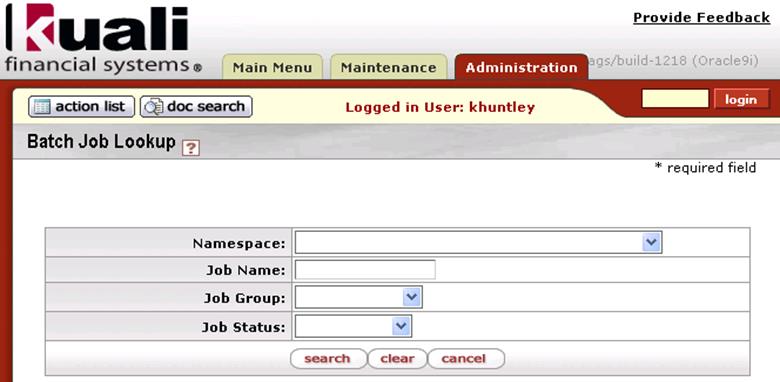 Kuali
financial systems®
Provide Feedback
Main Menu Maintenance Administration ags/build-1218 (Oracle9i)
action list doc search Logged in User: khuntley login
Batch Job Lookup ?
* required field
Namespace:
Job Name:
Job Group:
Job Status:
search clear cancel